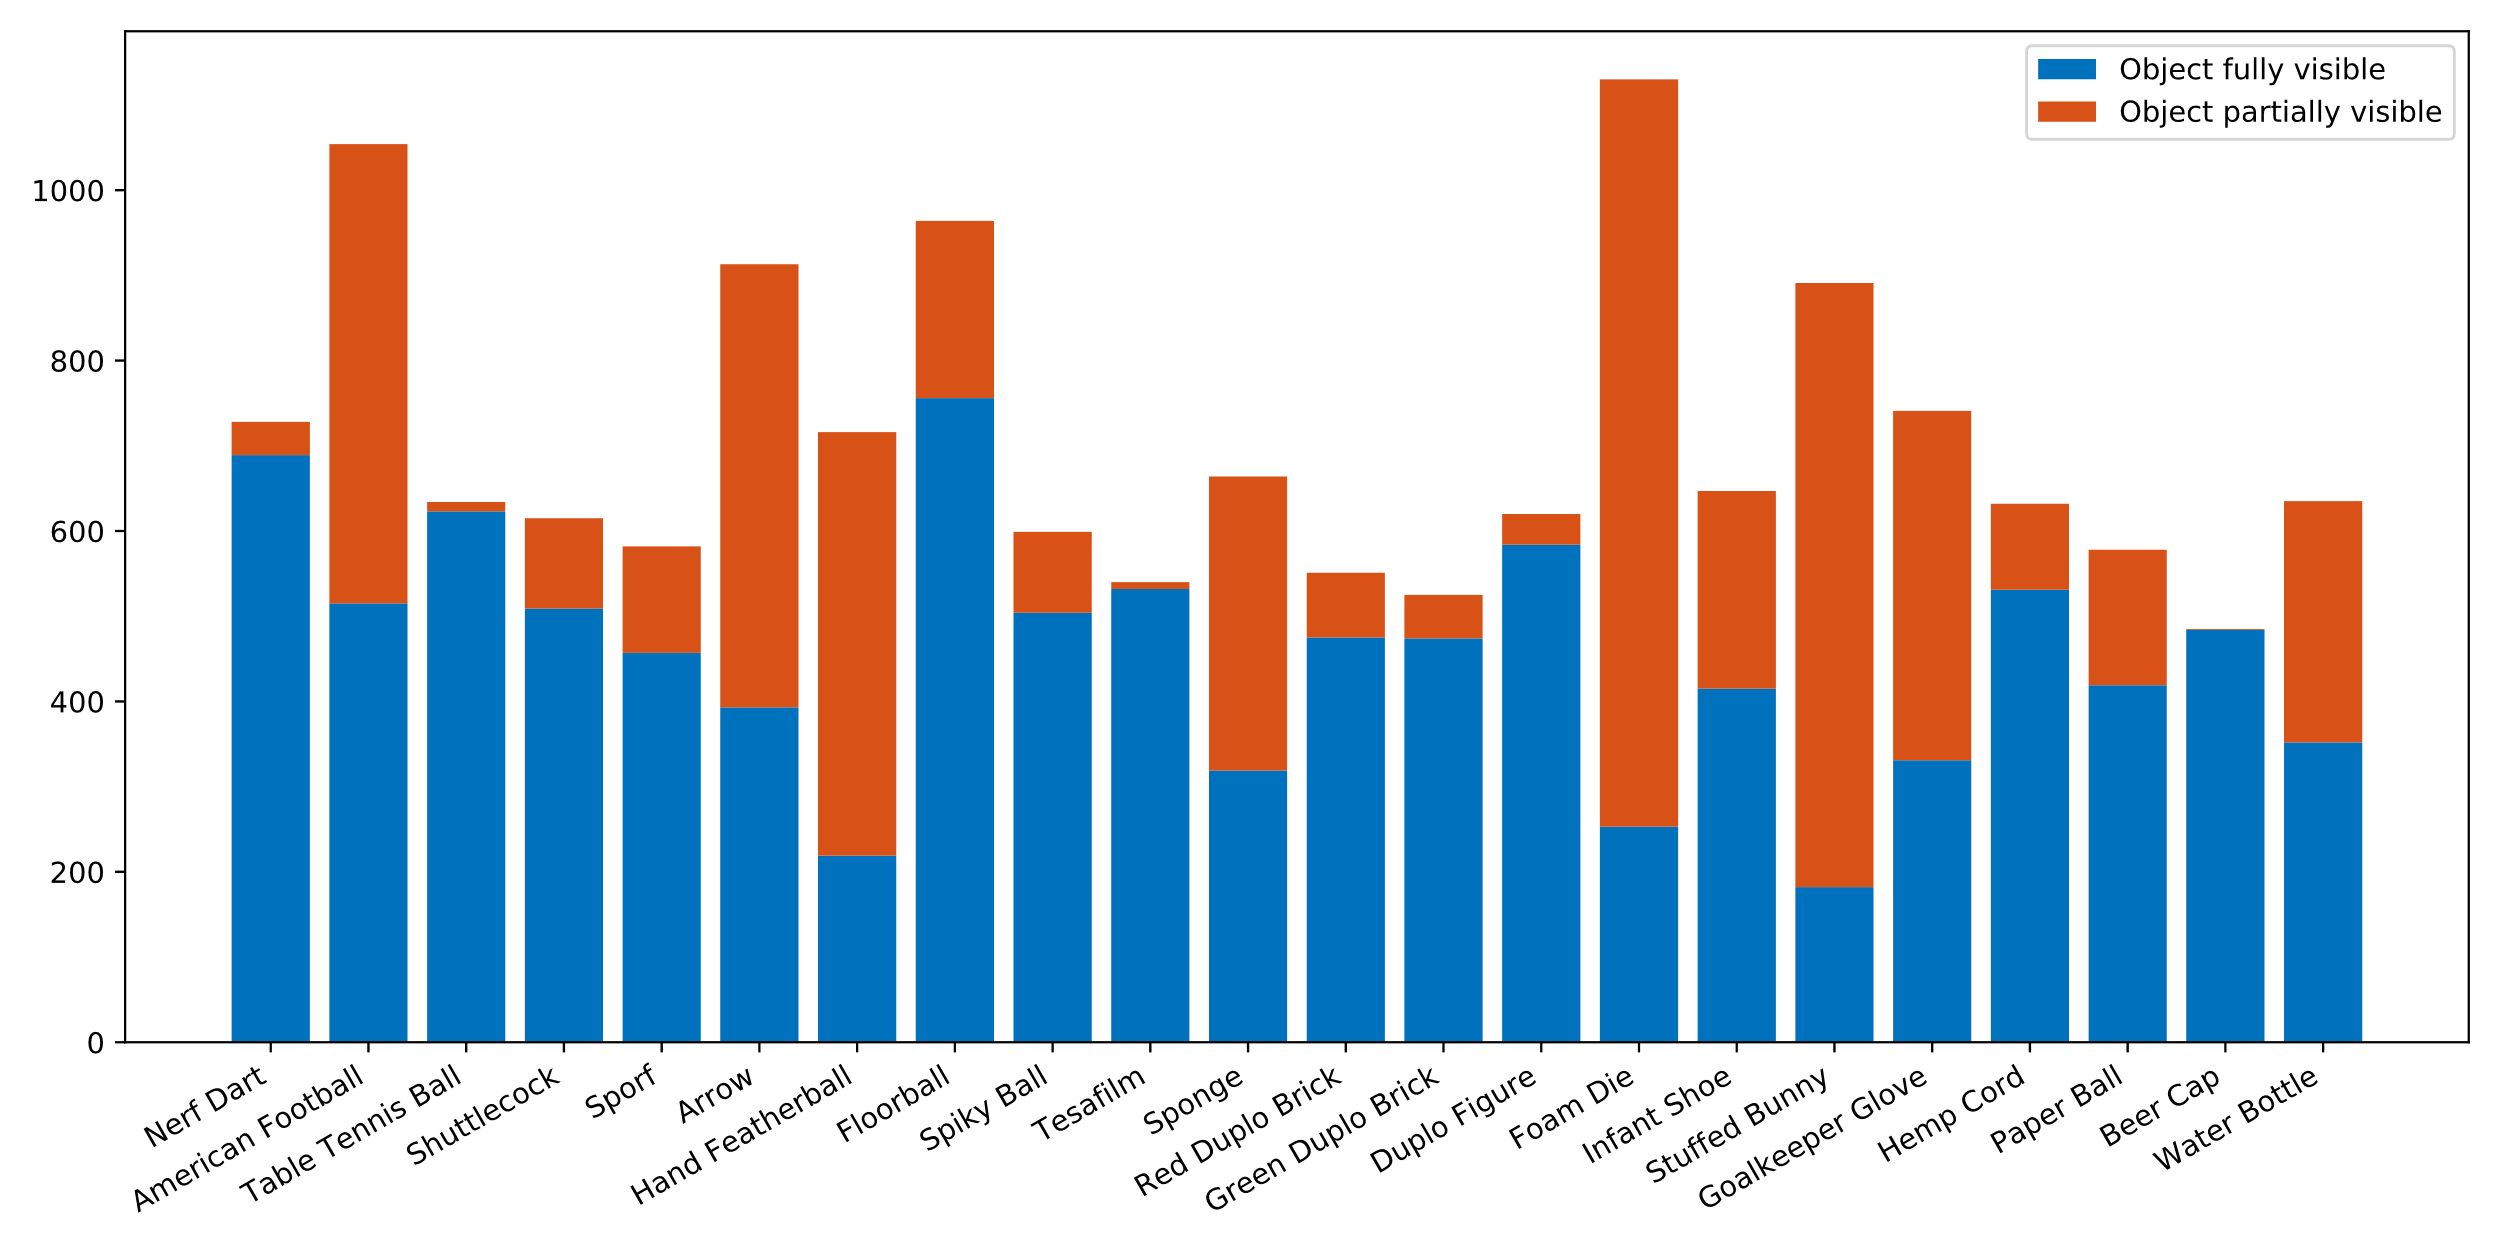 Object fully visible
Object partially visible
1000
800
600
400
200
0
Nerf Dart
American Football
Table Tennis Ball
Shuttlecock
Sporf
Arrow
Hand Featherball
Floorball
Spiky Ball
Tesafilm
Sponge
Red Duplo Brick
Green Duplo Brick
Duplo Figure
Foam Die
Infant Shoe
Stuffed Bunny
Goalkeeper Glove
Hemp Cord
Paper Ball
Beer Cap
Water Bottle